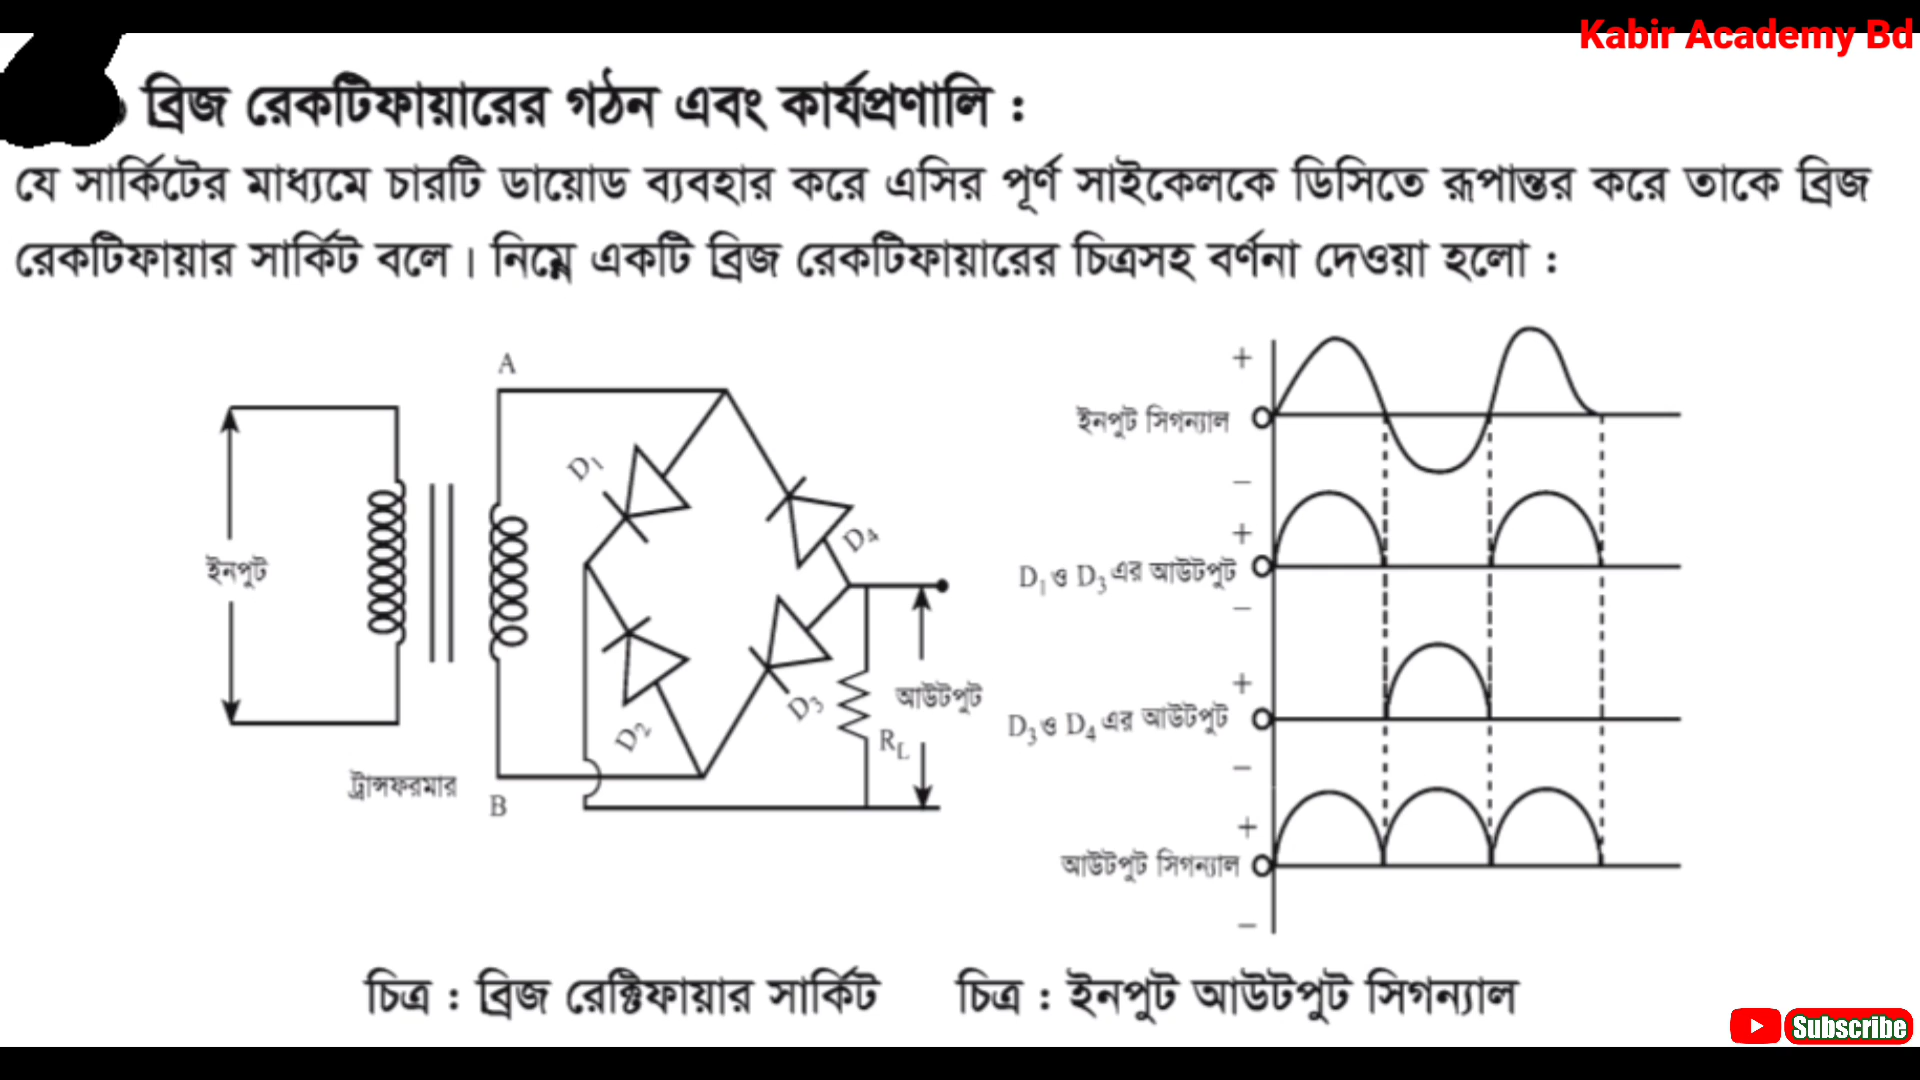 Kabir Academy Bd
ব্রিজ রেকটিফায়ারের গঠন এবং কার্যপ্রণালি :
যে সার্কিটের মাধ্যমে চারটি ডায়োড ব্যবহার করে এসির পূর্ণ সাইকেলকে ডিসিতে রূপান্তর করে তাকে ব্রিজ
রেকটিফায়ার সার্কিট বলে। নিম্নে একটি ব্রিজ রেকটিফায়ারের চিত্রসহ বর্ণনা দেওয়া হলো :
A
D1
D4
ইনপুট
D3
D2
আউটপুট
RL
ট্রান্সফরমার
B
+
ইনপুট সিগন্যাল O
−
+
D1 ও D3 এর আউটপুট O
−
+
D3 ও D4 এর আউটপুট O
−
+
আউটপুট সিগন্যাল O
−
চিত্র : ব্রিজ রেক্টিফায়ার সার্কিট
চিত্র : ইনপুট আউটপুট সিগন্যাল
Subscribe